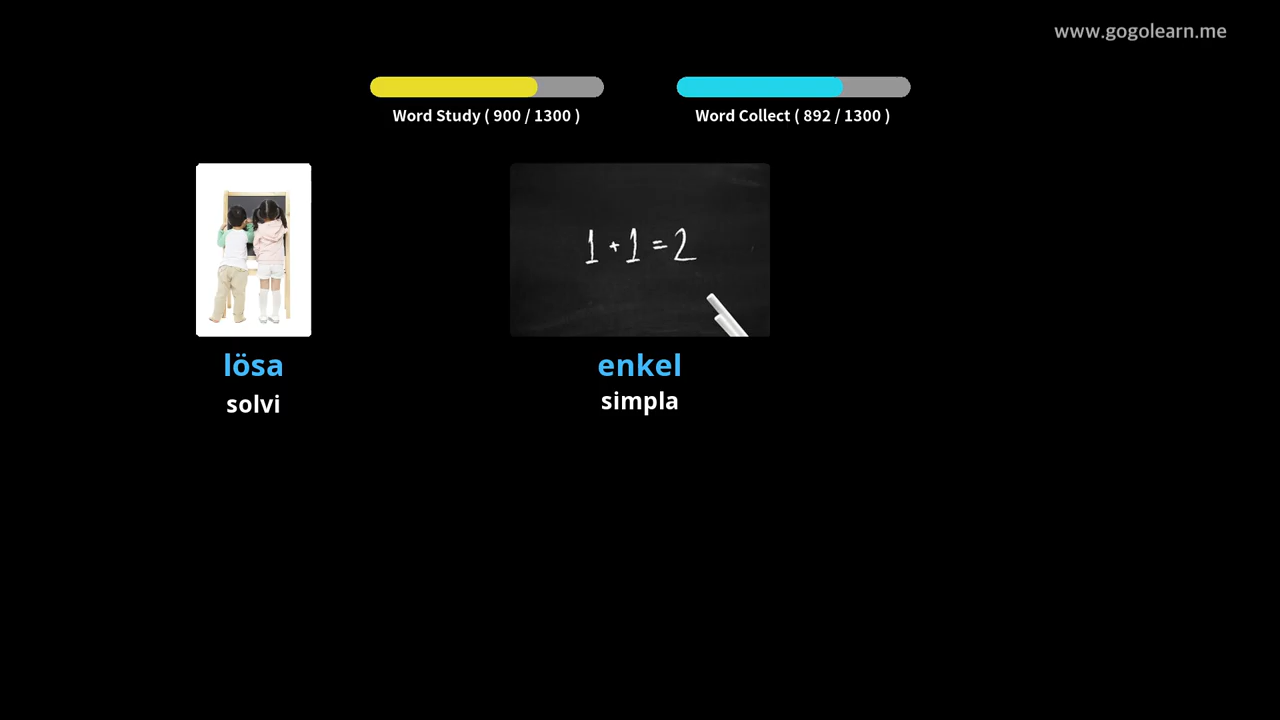 www.gogolearn.me
Word Study ( 900 / 1300 )
Word Collect ( 892 / 1300 )
1 + 1 = 2
lösa
enkel
solvi
simpla